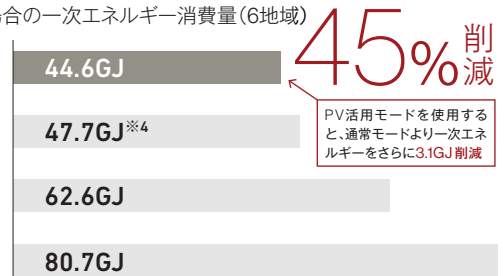 場合の一次エネルギー消費量(6地域)
45%削減
44.6GJ
PV活用モードを使用する
と、通常モードより一次エネ
ルギーをさらに3.1GJ削減
47.7GJ※4
62.6GJ
80.7GJ